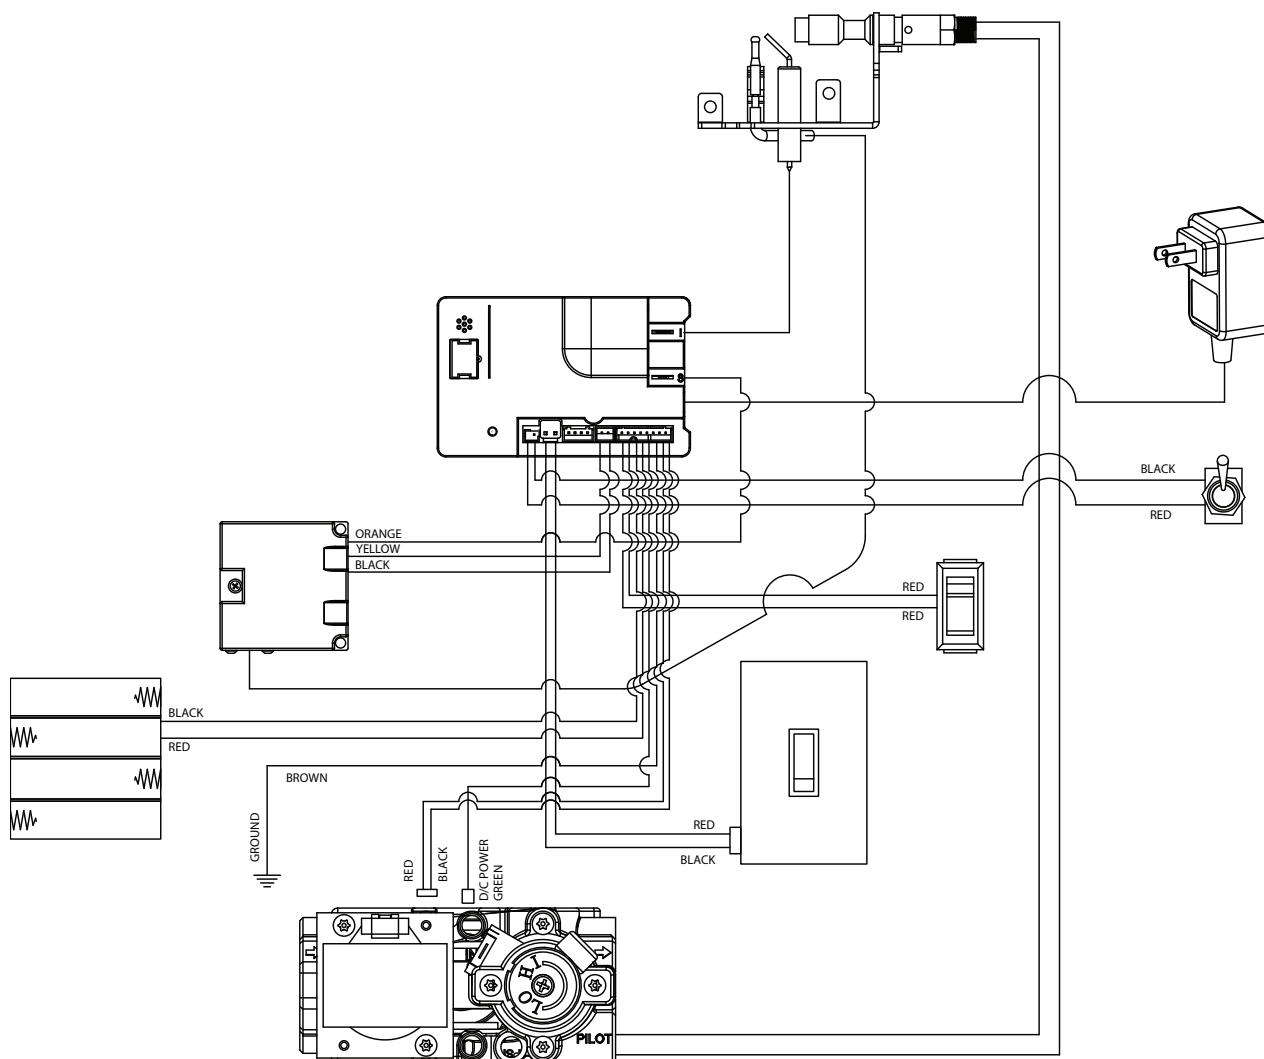 BLACK
RED
ORANGE
YELLOW
BLACK
RED
RED
BLACK
RED
BROWN
GROUND
RED
BLACK
D/C POWER
GREEN
RED
BLACK
HI
LO
PILOT